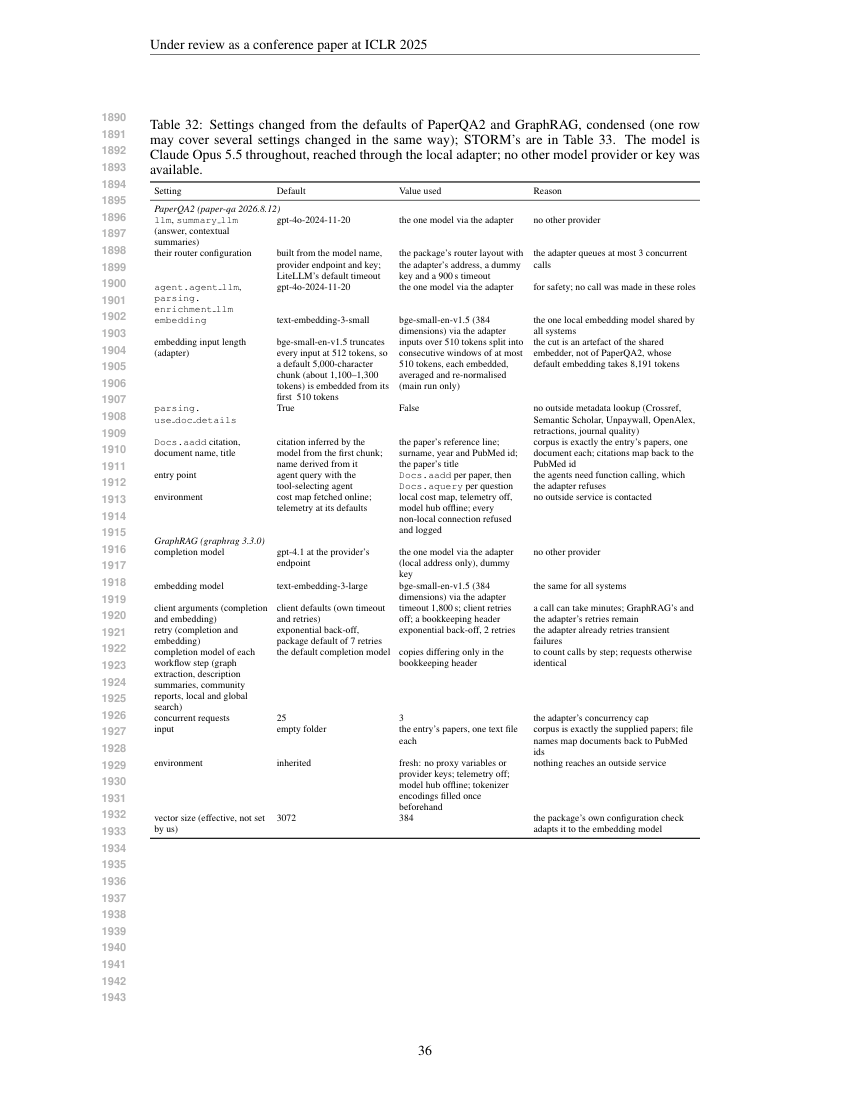 Under review as a conference paper at ICLR 2025
1890
1891
1892
1893
1894
1895
1896
1897
1898
1899
1900
1901
1902
1903
1904
1905
1906
1907
1908
1909
1910
1911
1912
1913
1914
1915
1916
1917
1918
1919
1920
1921
1922
1923
1924
1925
1926
1927
1928
1929
1930
1931
1932
1933
1934
1935
1936
1937
1938
1939
1940
1941
1942
1943
Table 32: Settings changed from the defaults of PaperQA2 and GraphRAG, condensed (one row
may cover several settings changed in the same way); STORM's are in Table 33. The model is
Claude Opus 5.5 throughout, reached through the local adapter; no other model provider or key was
available.
Setting Default Value used Reason
PaperQA2 (paper-qa 2026.8.12)
llm, summary_llm gpt-4o-2024-11-20 the one model via the adapter no other provider
(answer, contextual
summaries)
their router configuration built from the model name, the package's router layout with the adapter queues at most 3 concurrent
provider endpoint and key; the adapter's address, a dummy calls
LiteLLM's default timeout key and a 900 s timeout
agent.agent_llm, gpt-4o-2024-11-20 the one model via the adapter for safety; no call was made in these roles
parsing.
enrichment_llm
embedding text-embedding-3-small bge-small-en-v1.5 (384 the one local embedding model shared by
dimensions) via the adapter all systems
embedding input length bge-small-en-v1.5 truncates inputs over 510 tokens split into the cut is an artefact of the shared
(adapter) every input at 512 tokens, so consecutive windows of at most embedder, not of PaperQA2, whose
a default 5,000-character 510 tokens, each embedded, default embedding takes 8,191 tokens
chunk (about 1,100–1,300 averaged and re-normalised
tokens) is embedded from its (main run only)
first 510 tokens
parsing. True False no outside metadata lookup (Crossref,
use_doc_details Semantic Scholar, Unpaywall, OpenAlex,
retractions, journal quality)
Docs.aadd citation, citation inferred by the the paper's reference line; corpus is exactly the entry's papers, one
document name, title model from the first chunk; surname, year and PubMed id; document each; citations map back to the
name derived from it the paper's title PubMed id
entry point agent query with the Docs.aadd per paper, then the agents need function calling, which
tool-selecting agent Docs.aquery per question the adapter refuses
environment cost map fetched online; local cost map, telemetry off, no outside service is contacted
telemetry at its defaults model hub offline; every
non-local connection refused
and logged
GraphRAG (graphrag 3.3.0)
completion model gpt-4.1 at the provider's the one model via the adapter no other provider
endpoint (local address only), dummy
key
embedding model text-embedding-3-large bge-small-en-v1.5 (384 the same for all systems
dimensions) via the adapter
client arguments (completion client defaults (own timeout timeout 1,800 s; client retries a call can take minutes; GraphRAG's and
and embedding) and retries) off; a bookkeeping header the adapter's retries remain
retry (completion and exponential back-off, exponential back-off, 2 retries the adapter already retries transient
embedding) package default of 7 retries failures
completion model of each the default completion model copies differing only in the to count calls by step; requests otherwise
workflow step (graph bookkeeping header identical
extraction, description
summaries, community
reports, local and global
search)
concurrent requests 25 3 the adapter's concurrency cap
input empty folder the entry's papers, one text file corpus is exactly the supplied papers; file
each names map documents back to PubMed
ids
environment inherited fresh: no proxy variables or nothing reaches an outside service
provider keys; telemetry off;
model hub offline; tokenizer
encodings filled once
beforehand
vector size (effective, not set 3072 384 the package's own configuration check
by us) adapts it to the embedding model
36